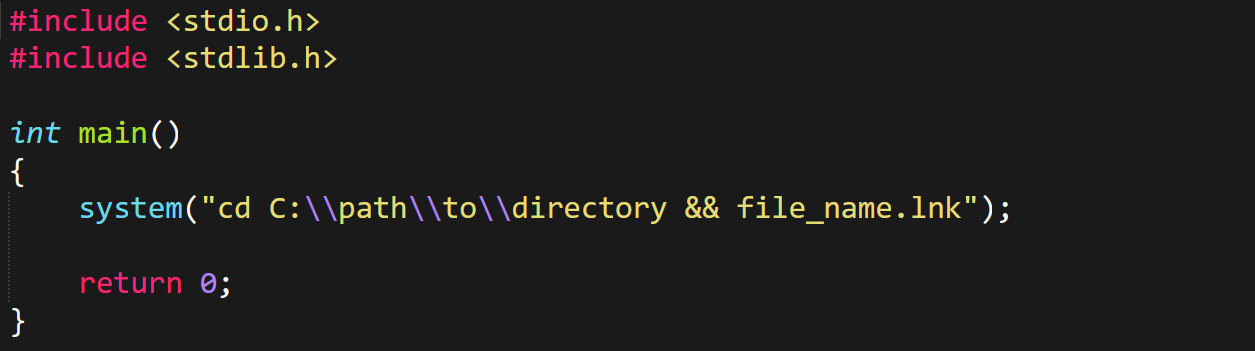 #include <stdio.h>
#include <stdlib.h>
int main()
{
    system("cd C:\\path\\to\\directory && file_name.lnk");
    return 0;
}